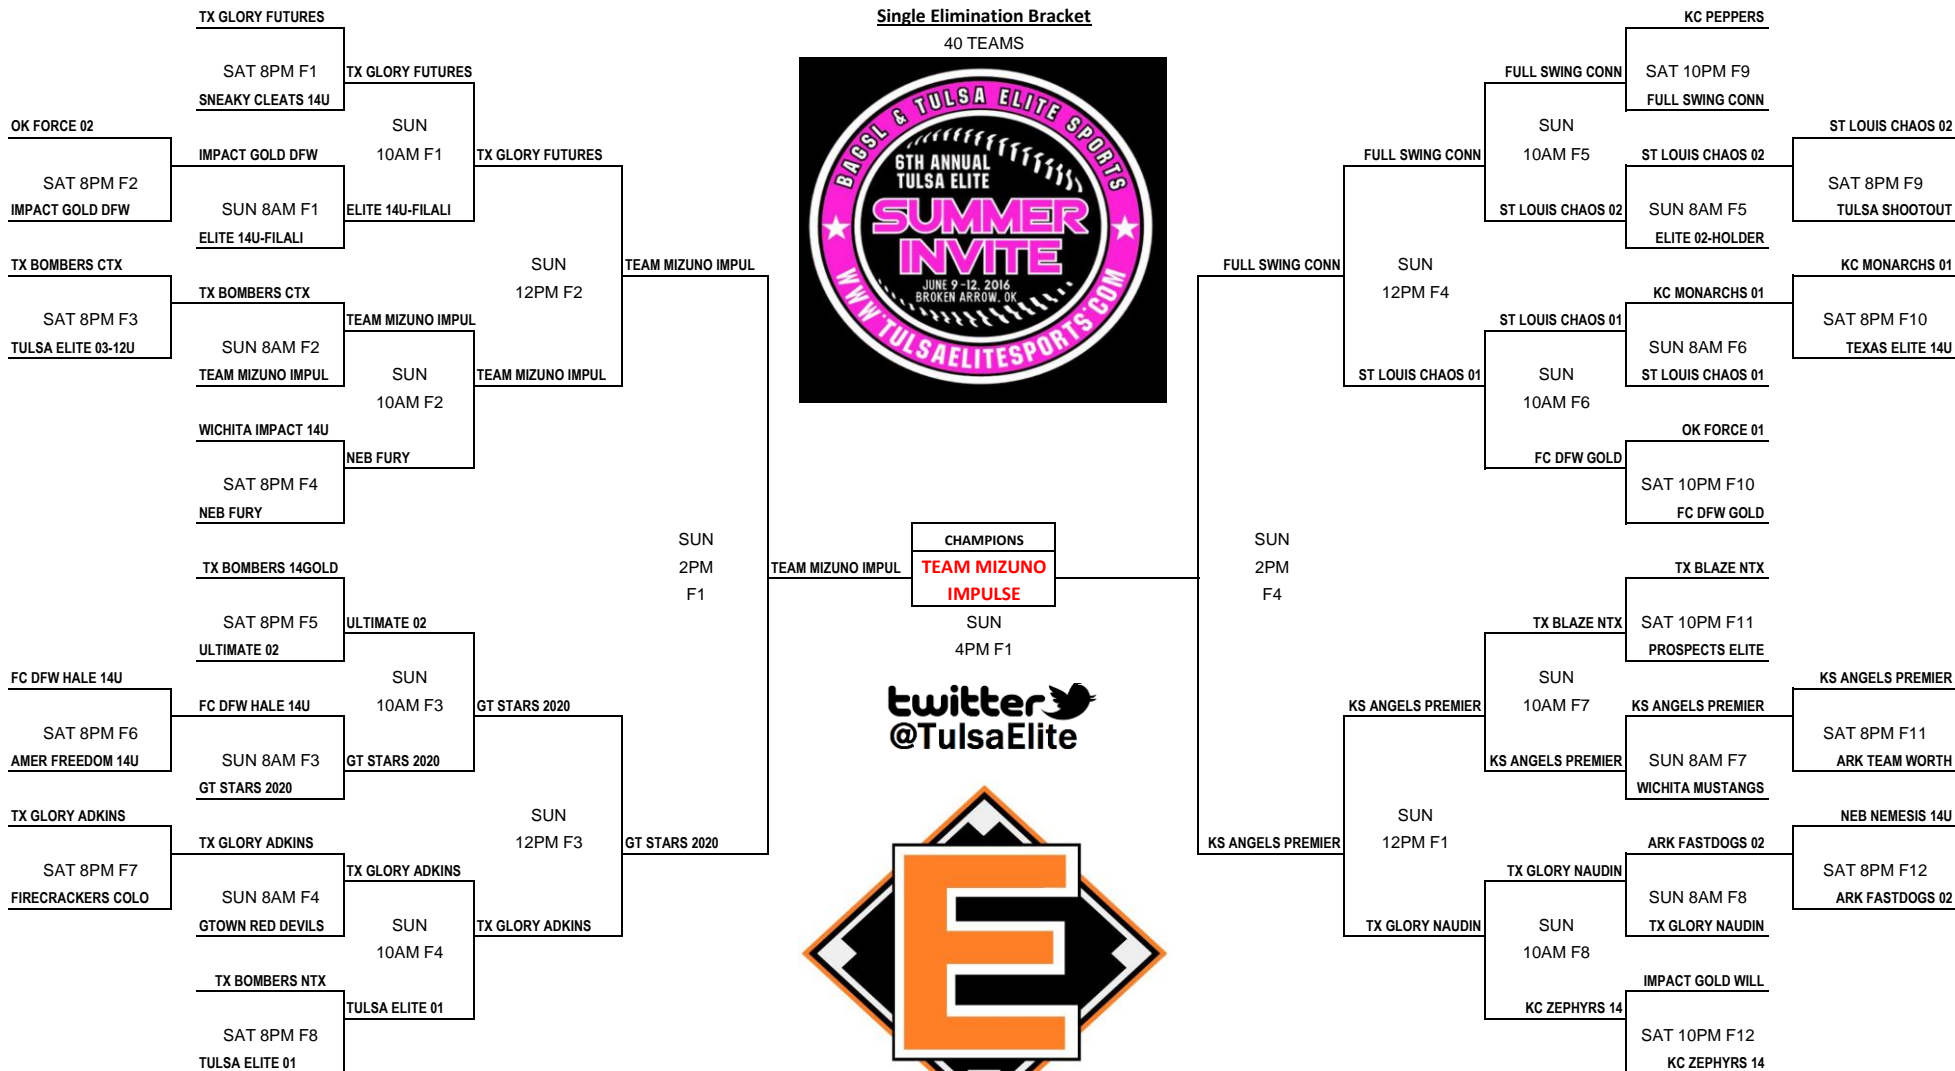 TX GLORY FUTURES
SAT 8PM F1
TX GLORY FUTURES
SNEAKY CLEATS 14U
OK FORCE 02
SUN
IMPACT GOLD DFW
10AM F1
TX GLORY FUTURES
SAT 8PM F2
IMPACT GOLD DFW
SUN 8AM F1
ELITE 14U-FILALI
ELITE 14U-FILALI
TX BOMBERS CTX
SUN
TEAM MIZUNO IMPUL
TX BOMBERS CTX
12PM F2
SAT 8PM F3
TEAM MIZUNO IMPUL
TULSA ELITE 03-12U
SUN 8AM F2
TEAM MIZUNO IMPUL
SUN
TEAM MIZUNO IMPUL
10AM F2
WICHITA IMPACT 14U
NEB FURY
SAT 8PM F4
NEB FURY
SUN
2PM
F1
TEAM MIZUNO IMPUL
TX BOMBERS 14GOLD
SAT 8PM F5
ULTIMATE 02
ULTIMATE 02
FC DFW HALE 14U
SUN
FC DFW HALE 14U
10AM F3
GT STARS 2020
SAT 8PM F6
AMER FREEDOM 14U
SUN 8AM F3
GT STARS 2020
GT STARS 2020
TX GLORY ADKINS
SUN
TX GLORY ADKINS
12PM F3
GT STARS 2020
SAT 8PM F7
TX GLORY ADKINS
FIRECRACKERS COLO
SUN 8AM F4
GTOWN RED DEVILS
SUN
TX GLORY ADKINS
10AM F4
TX BOMBERS NTX
TULSA ELITE 01
SAT 8PM F8
TULSA ELITE 01
Single Elimination Bracket
40 TEAMS
BAGSL & TULSA ELITE SPORTS
6TH ANNUAL
TULSA ELITE
SUMMER
INVITE
JUNE 9-12, 2016
BROKEN ARROW, OK
WWW.TULSAELITESPORTS.COM
CHAMPIONS
TEAM MIZUNO
IMPULSE
SUN
4PM F1
twitter
@TulsaElite
E
KC PEPPERS
FULL SWING CONN
SAT 10PM F9
FULL SWING CONN
SUN
ST LOUIS CHAOS 02
FULL SWING CONN
10AM F5
ST LOUIS CHAOS 02
SAT 8PM F9
ST LOUIS CHAOS 02
SUN 8AM F5
TULSA SHOOTOUT
ELITE 02-HOLDER
FULL SWING CONN
SUN
KC MONARCHS 01
12PM F4
KC MONARCHS 01
ST LOUIS CHAOS 01
SAT 8PM F10
SUN 8AM F6
TEXAS ELITE 14U
ST LOUIS CHAOS 01
SUN
ST LOUIS CHAOS 01
10AM F6
OK FORCE 01
FC DFW GOLD
SAT 10PM F10
FC DFW GOLD
SUN
2PM
F4
TX BLAZE NTX
TX BLAZE NTX
SAT 10PM F11
PROSPECTS ELITE
SUN
KS ANGELS PREMIER
KS ANGELS PREMIER
10AM F7
KS ANGELS PREMIER
SAT 8PM F11
KS ANGELS PREMIER
SUN 8AM F7
ARK TEAM WORTH
WICHITA MUSTANGS
SUN
NEB NEMESIS 14U
KS ANGELS PREMIER
12PM F1
ARK FASTDOGS 02
TX GLORY NAUDIN
SAT 8PM F12
SUN 8AM F8
ARK FASTDOGS 02
TX GLORY NAUDIN
SUN
TX GLORY NAUDIN
10AM F8
IMPACT GOLD WILL
KC ZEPHYRS 14
SAT 10PM F12
KC ZEPHYRS 14